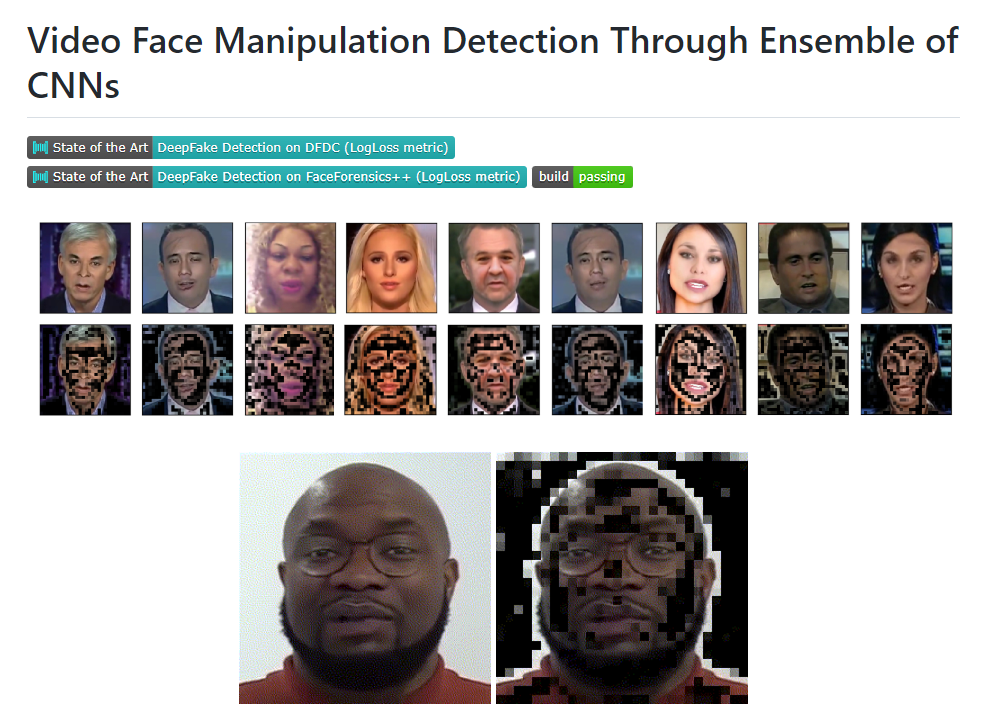 Video Face Manipulation Detection Through Ensemble of
CNNs
State of the Art DeepFake Detection on DFDC (LogLoss metric)
State of the Art DeepFake Detection on FaceForensics++ (LogLoss metric) build passing